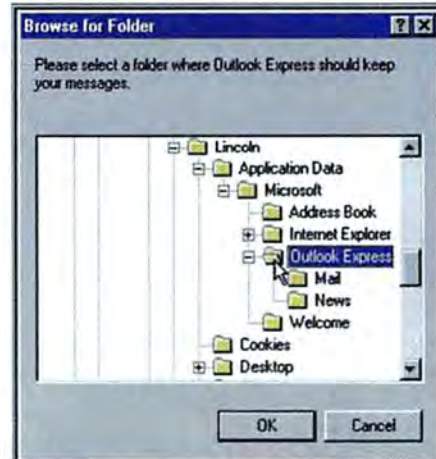 Browse for Folder
Please select a folder where Outlook Express should keep
your messages.
Lincoln
Application Data
Microsoft
Address Book
Internet Explorer
Outlook Express
Mail
News
Welcome
Cookies
Desktop
OK Cancel